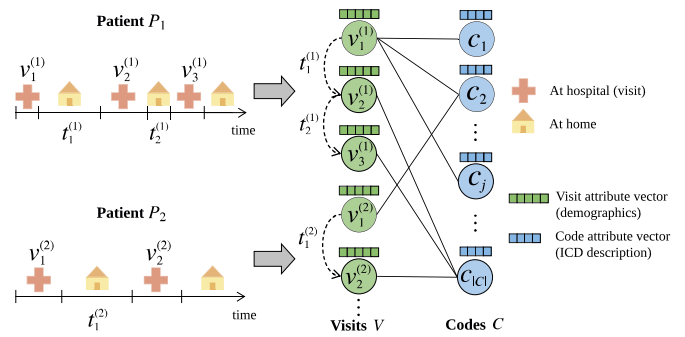 Patient P₁
v₁⁽¹⁾ v₂⁽¹⁾ v₃⁽¹⁾
t₁⁽¹⁾ t₂⁽¹⁾ time
Patient P₂
v₁⁽²⁾ v₂⁽²⁾
t₁⁽²⁾ time
t₁⁽¹⁾
t₂⁽¹⁾
t₁⁽²⁾
v₁⁽¹⁾
v₂⁽¹⁾
v₃⁽¹⁾
v₁⁽²⁾
v₂⁽²⁾
⋮
Visits V
c₁
c₂
⋮
cⱼ
⋮
c|C|
Codes C
At hospital (visit)
At home
Visit attribute vector
(demographics)
Code attribute vector
(ICD description)